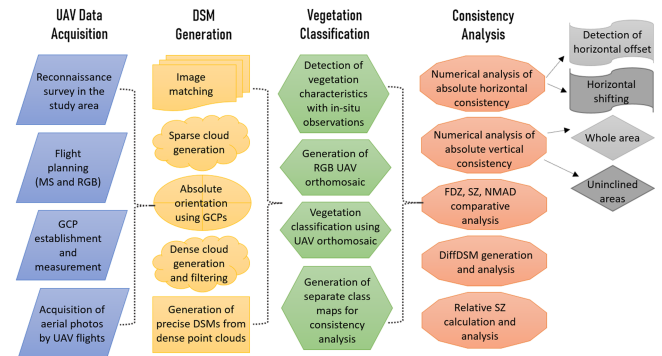 UAV Data
Acquisition
Reconnaissance
survey in the
study area
Flight
planning
(MS and RGB)
GCP
establishment
and
measurement
Acquisition of
aerial photos
by UAV flights
DSM
Generation
Image
matching
Sparse cloud
generation
Absolute
orientation
using GCPs
Dense cloud
generation
and filtering
Generation of
precise DSMs from
dense point clouds
Vegetation
Classification
Detection of
vegetation
characteristics
with in-situ
observations
Generation of
RGB UAV
orthomosaic
Vegetation
classification using
UAV orthomosaic
Generation of
separate class
maps for
consistency
analysis
Consistency
Analysis
Numerical analysis of
absolute horizontal
consistency
Numerical analysis of
absolute vertical
consistency
FDZ, SZ, NMAD
comparative
analysis
DiffDSM generation
and analysis
Relative SZ
calculation and
analysis
Detection of
horizontal offset
Horizontal
shifting
Whole area
Uninclined
areas